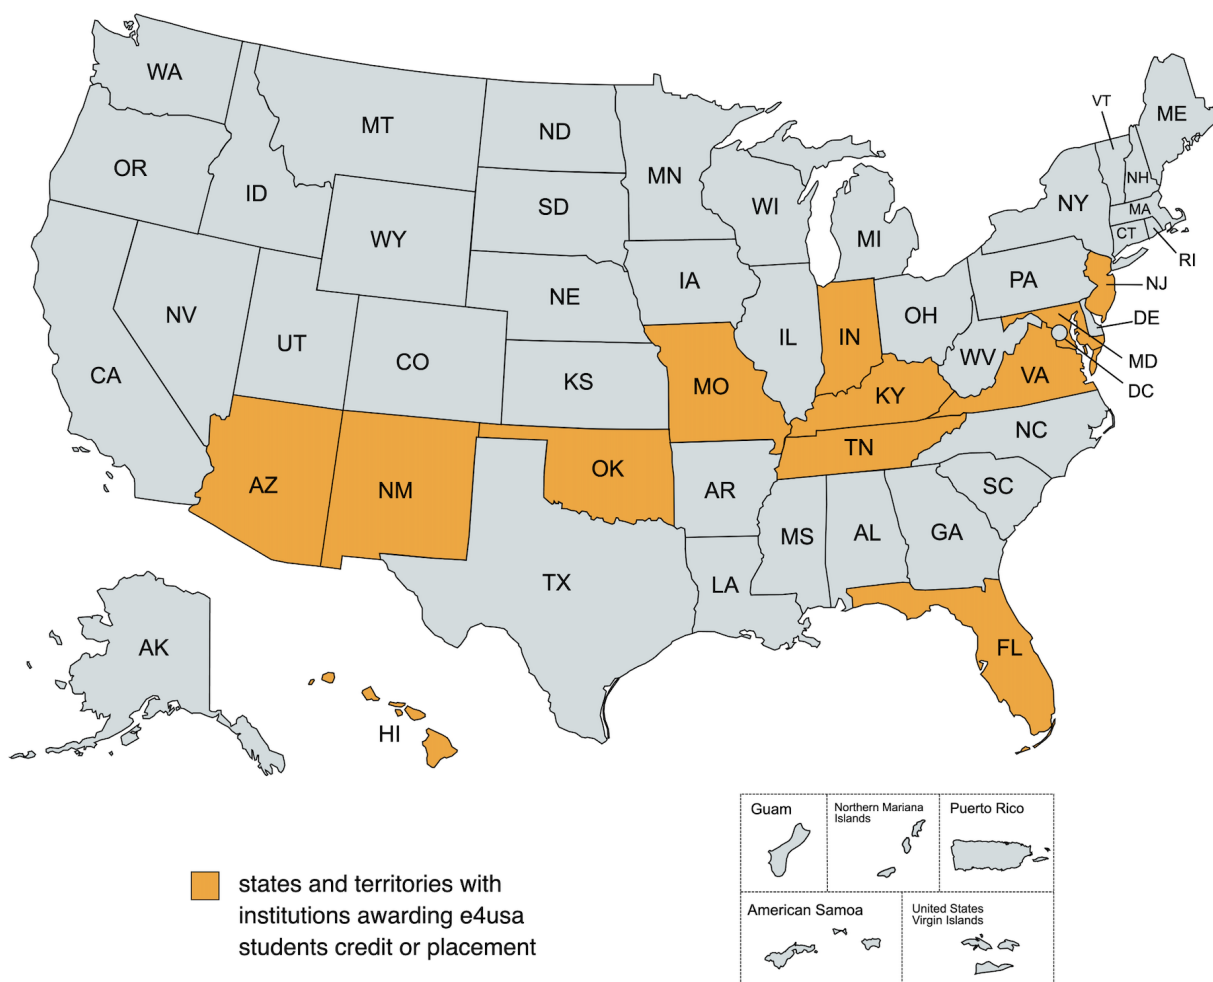 WA
MT
ND
MN
VT
ME
OR
ID
SD
WI
MI
NY
NH
MA
CT
RI
WY
IA
PA
NJ
NE
NV
UT
CO
IL
IN
OH
DE
MD
DC
WV
VA
CA
KS
MO
KY
NC
TN
AZ
NM
OK
AR
SC
MS
AL
GA
TX
LA
AK
FL
HI
Guam
Northern Mariana
Islands
Puerto Rico
American Samoa
United States
Virgin Islands
states and territories with
institutions awarding e4usa
students credit or placement